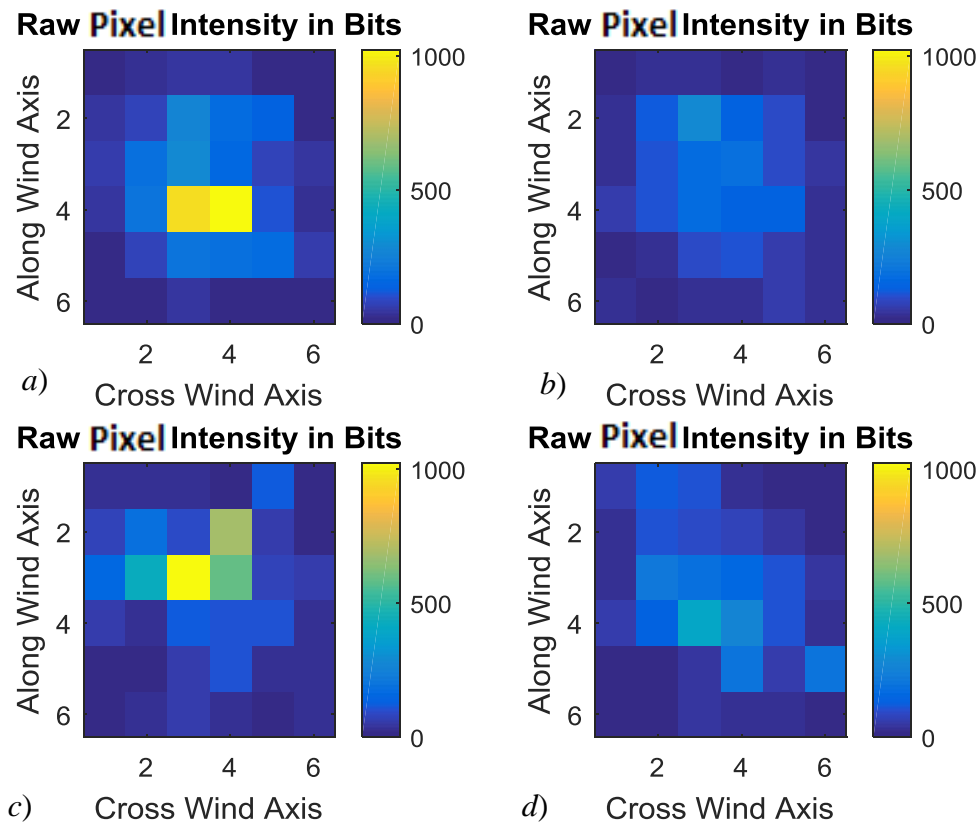 Raw Pixel Intensity in Bits
Along Wind Axis
2
4
6
2 4 6
Cross Wind Axis
1000
500
0
a)
Raw Pixel Intensity in Bits
Along Wind Axis
2
4
6
2 4 6
Cross Wind Axis
1000
500
0
b)
Raw Pixel Intensity in Bits
Along Wind Axis
2
4
6
2 4 6
Cross Wind Axis
1000
500
0
c)
Raw Pixel Intensity in Bits
Along Wind Axis
2
4
6
2 4 6
Cross Wind Axis
1000
500
0
d)